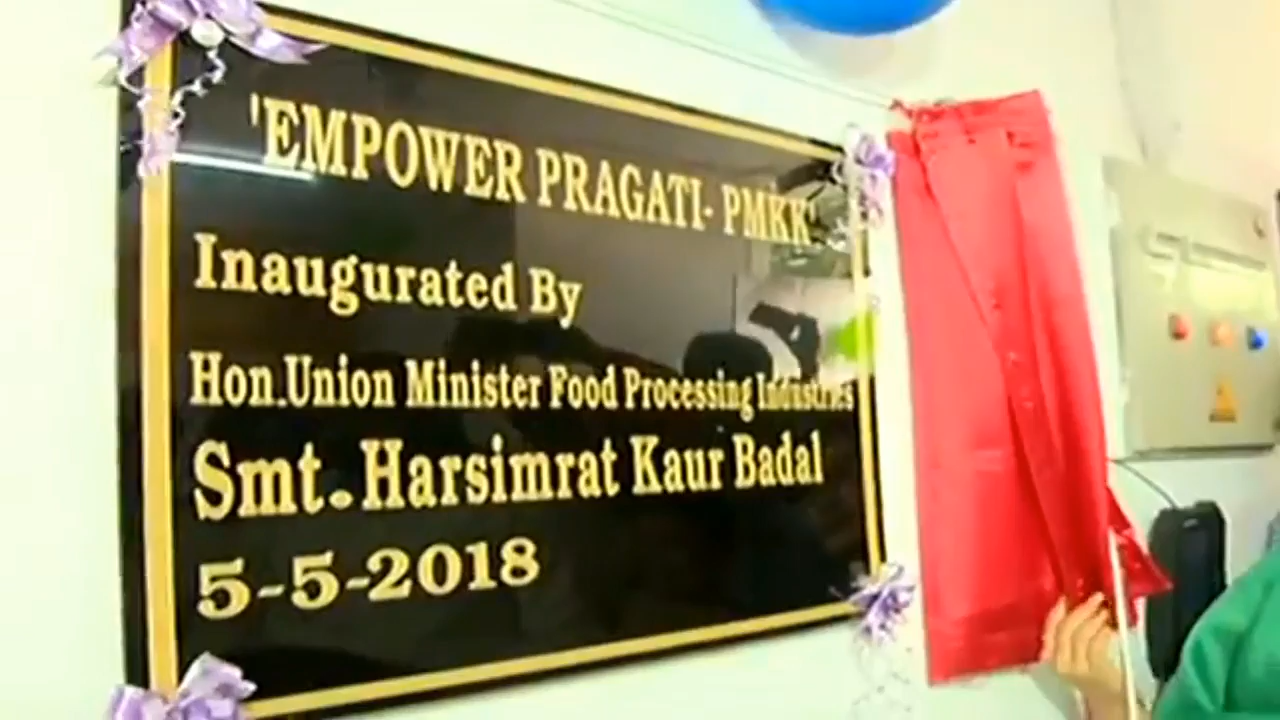 'EMPOWER PRAGATI- PMKK'
Inaugurated By
Hon.Union Minister Food Processing Industries
Smt. Harsimrat Kaur Badal
5-5-2018